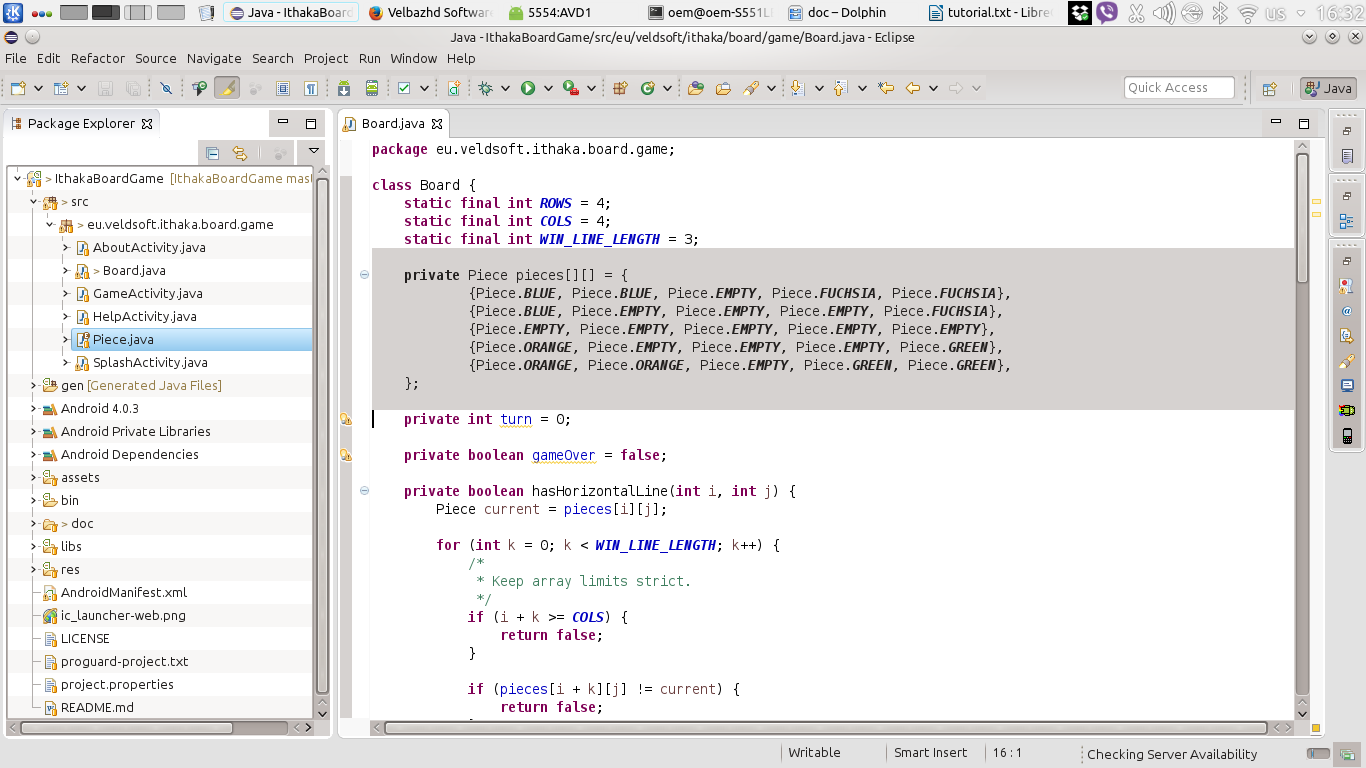 Java - IthakaBoard
Velbazhd Softwar
5554:AVD1
oem@oem-S551L
doc – Dolphin
tutorial.txt - Libre
us
16:32
Java - IthakaBoardGame/src/eu/veldsoft/ithaka/board/game/Board.java - Eclipse
File Edit Refactor Source Navigate Search Project Run Window Help
Quick Access
Java
Package Explorer
Board.java
> IthakaBoardGame [IthakaBoardGame mast
> src
> eu.veldsoft.ithaka.board.game
AboutActivity.java
> Board.java
GameActivity.java
HelpActivity.java
Piece.java
SplashActivity.java
gen [Generated Java Files]
Android 4.0.3
Android Private Libraries
Android Dependencies
assets
bin
> doc
libs
res
AndroidManifest.xml
ic_launcher-web.png
LICENSE
proguard-project.txt
project.properties
README.md
package eu.veldsoft.ithaka.board.game;
class Board {
static final int ROWS = 4;
static final int COLS = 4;
static final int WIN_LINE_LENGTH = 3;
private Piece pieces[][] = {
{Piece.BLUE, Piece.BLUE, Piece.EMPTY, Piece.FUCHSIA, Piece.FUCHSIA},
{Piece.BLUE, Piece.EMPTY, Piece.EMPTY, Piece.EMPTY, Piece.FUCHSIA},
{Piece.EMPTY, Piece.EMPTY, Piece.EMPTY, Piece.EMPTY, Piece.EMPTY},
{Piece.ORANGE, Piece.EMPTY, Piece.EMPTY, Piece.EMPTY, Piece.GREEN},
{Piece.ORANGE, Piece.ORANGE, Piece.EMPTY, Piece.GREEN, Piece.GREEN},
};
private int turn = 0;
private boolean gameOver = false;
private boolean hasHorizontalLine(int i, int j) {
Piece current = pieces[i][j];
for (int k = 0; k < WIN_LINE_LENGTH; k++) {
/*
* Keep array limits strict.
*/
if (i + k >= COLS) {
return false;
}
if (pieces[i + k][j] != current) {
return false;
Writable
Smart Insert
16 : 1
Checking Server Availability